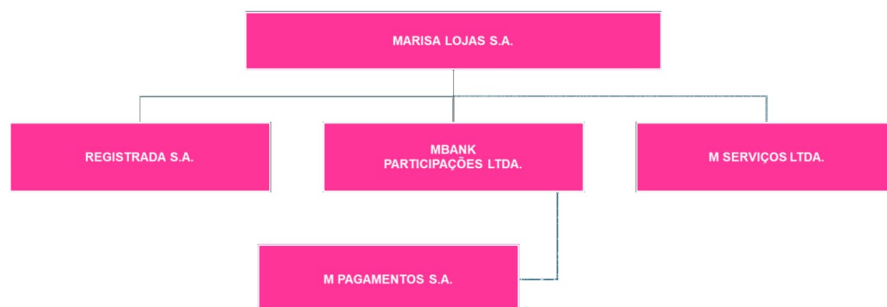 MARISA LOJAS S.A.
REGISTRADA S.A.
MBANK
PARTICIPAÇÕES LTDA.
M SERVIÇOS LTDA.
M PAGAMENTOS S.A.